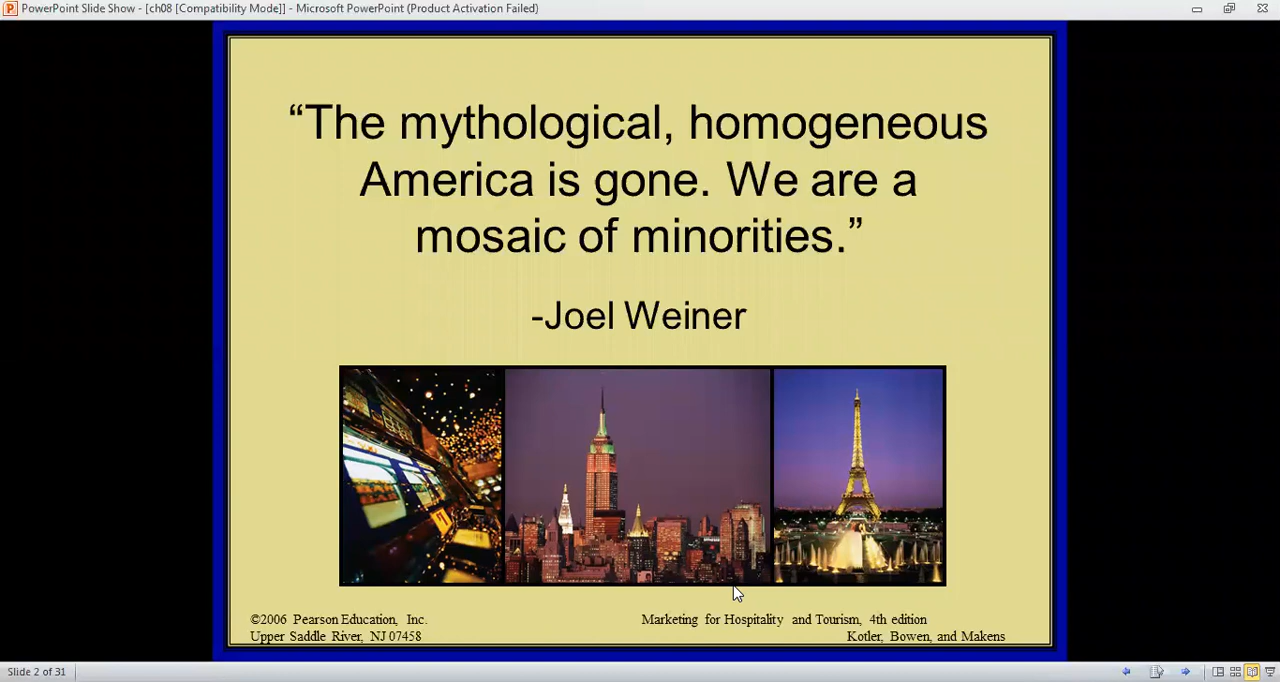 PowerPoint Slide Show - [ch08 [Compatibility Mode]] - Microsoft PowerPoint (Product Activation Failed)
“The mythological, homogeneous
America is gone. We are a
mosaic of minorities.”
-Joel Weiner
©2006 Pearson Education, Inc.
Upper Saddle River, NJ 07458
Marketing for Hospitality and Tourism, 4th edition
Kotler, Bowen, and Makens
Slide 2 of 31